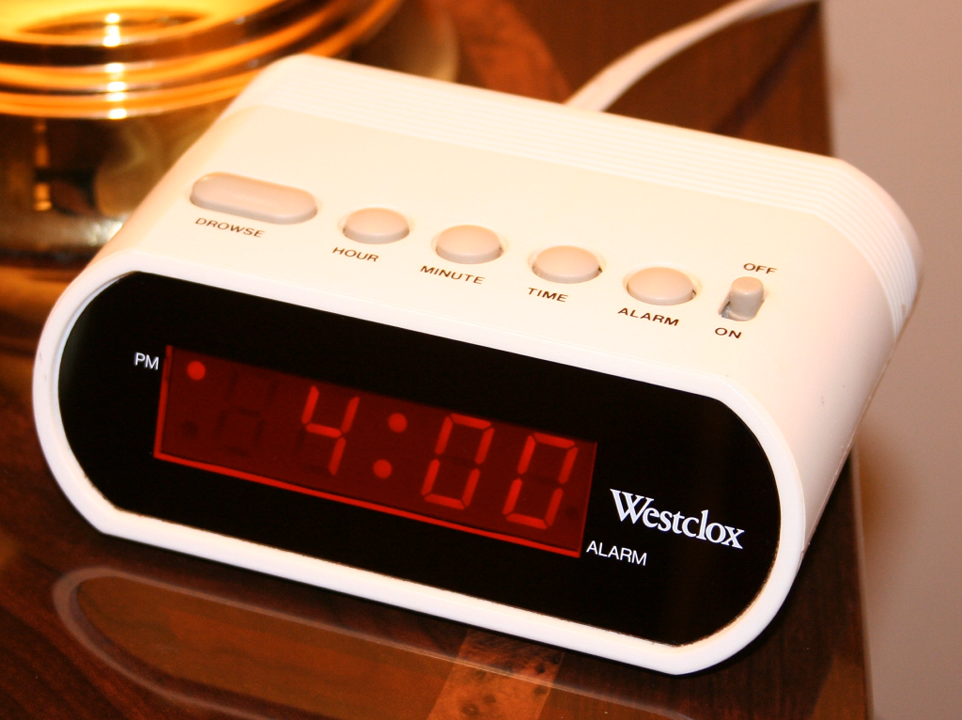 DROWSE
HOUR
MINUTE
TIME
ALARM
OFF
ON
PM
4:00
Westclox
ALARM